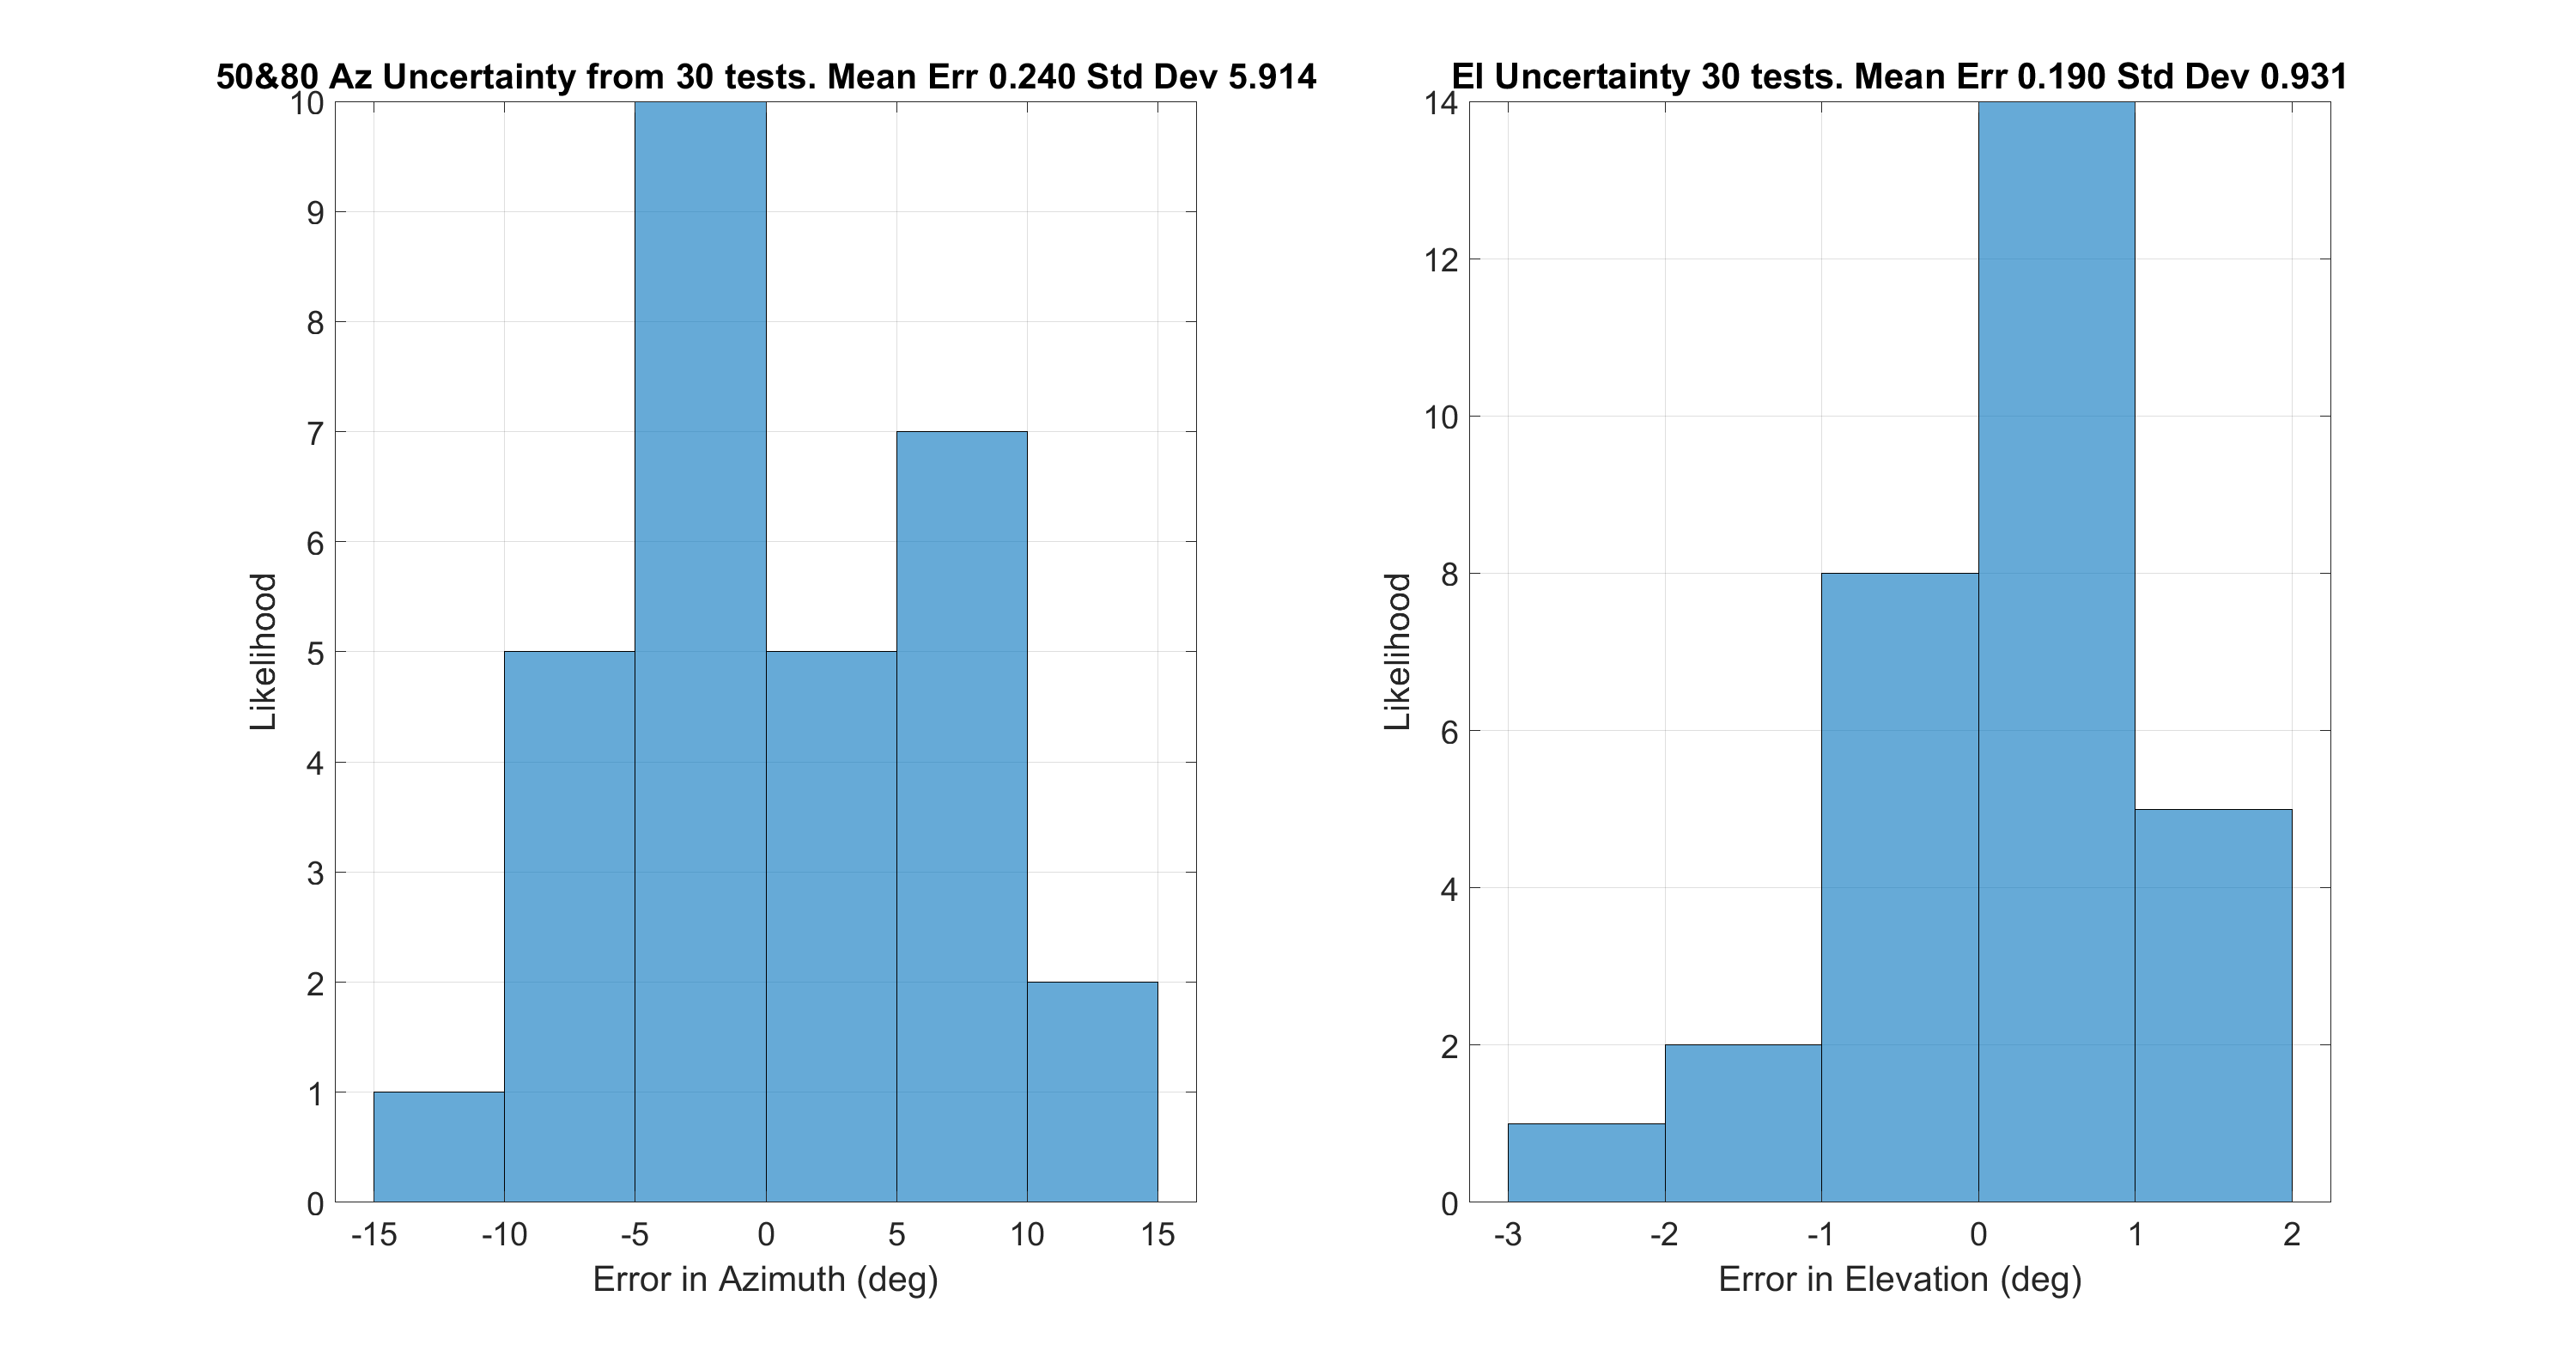 50&80 Az Uncertainty from 30 tests. Mean Err 0.240 Std Dev 5.914
10
9
8
7
6
5
4
3
2
1
0
Likelihood
-15 -10 -5 0 5 10 15
Error in Azimuth (deg)
El Uncertainty 30 tests. Mean Err 0.190 Std Dev 0.931
14
12
10
8
6
4
2
0
Likelihood
-3 -2 -1 0 1 2
Error in Elevation (deg)